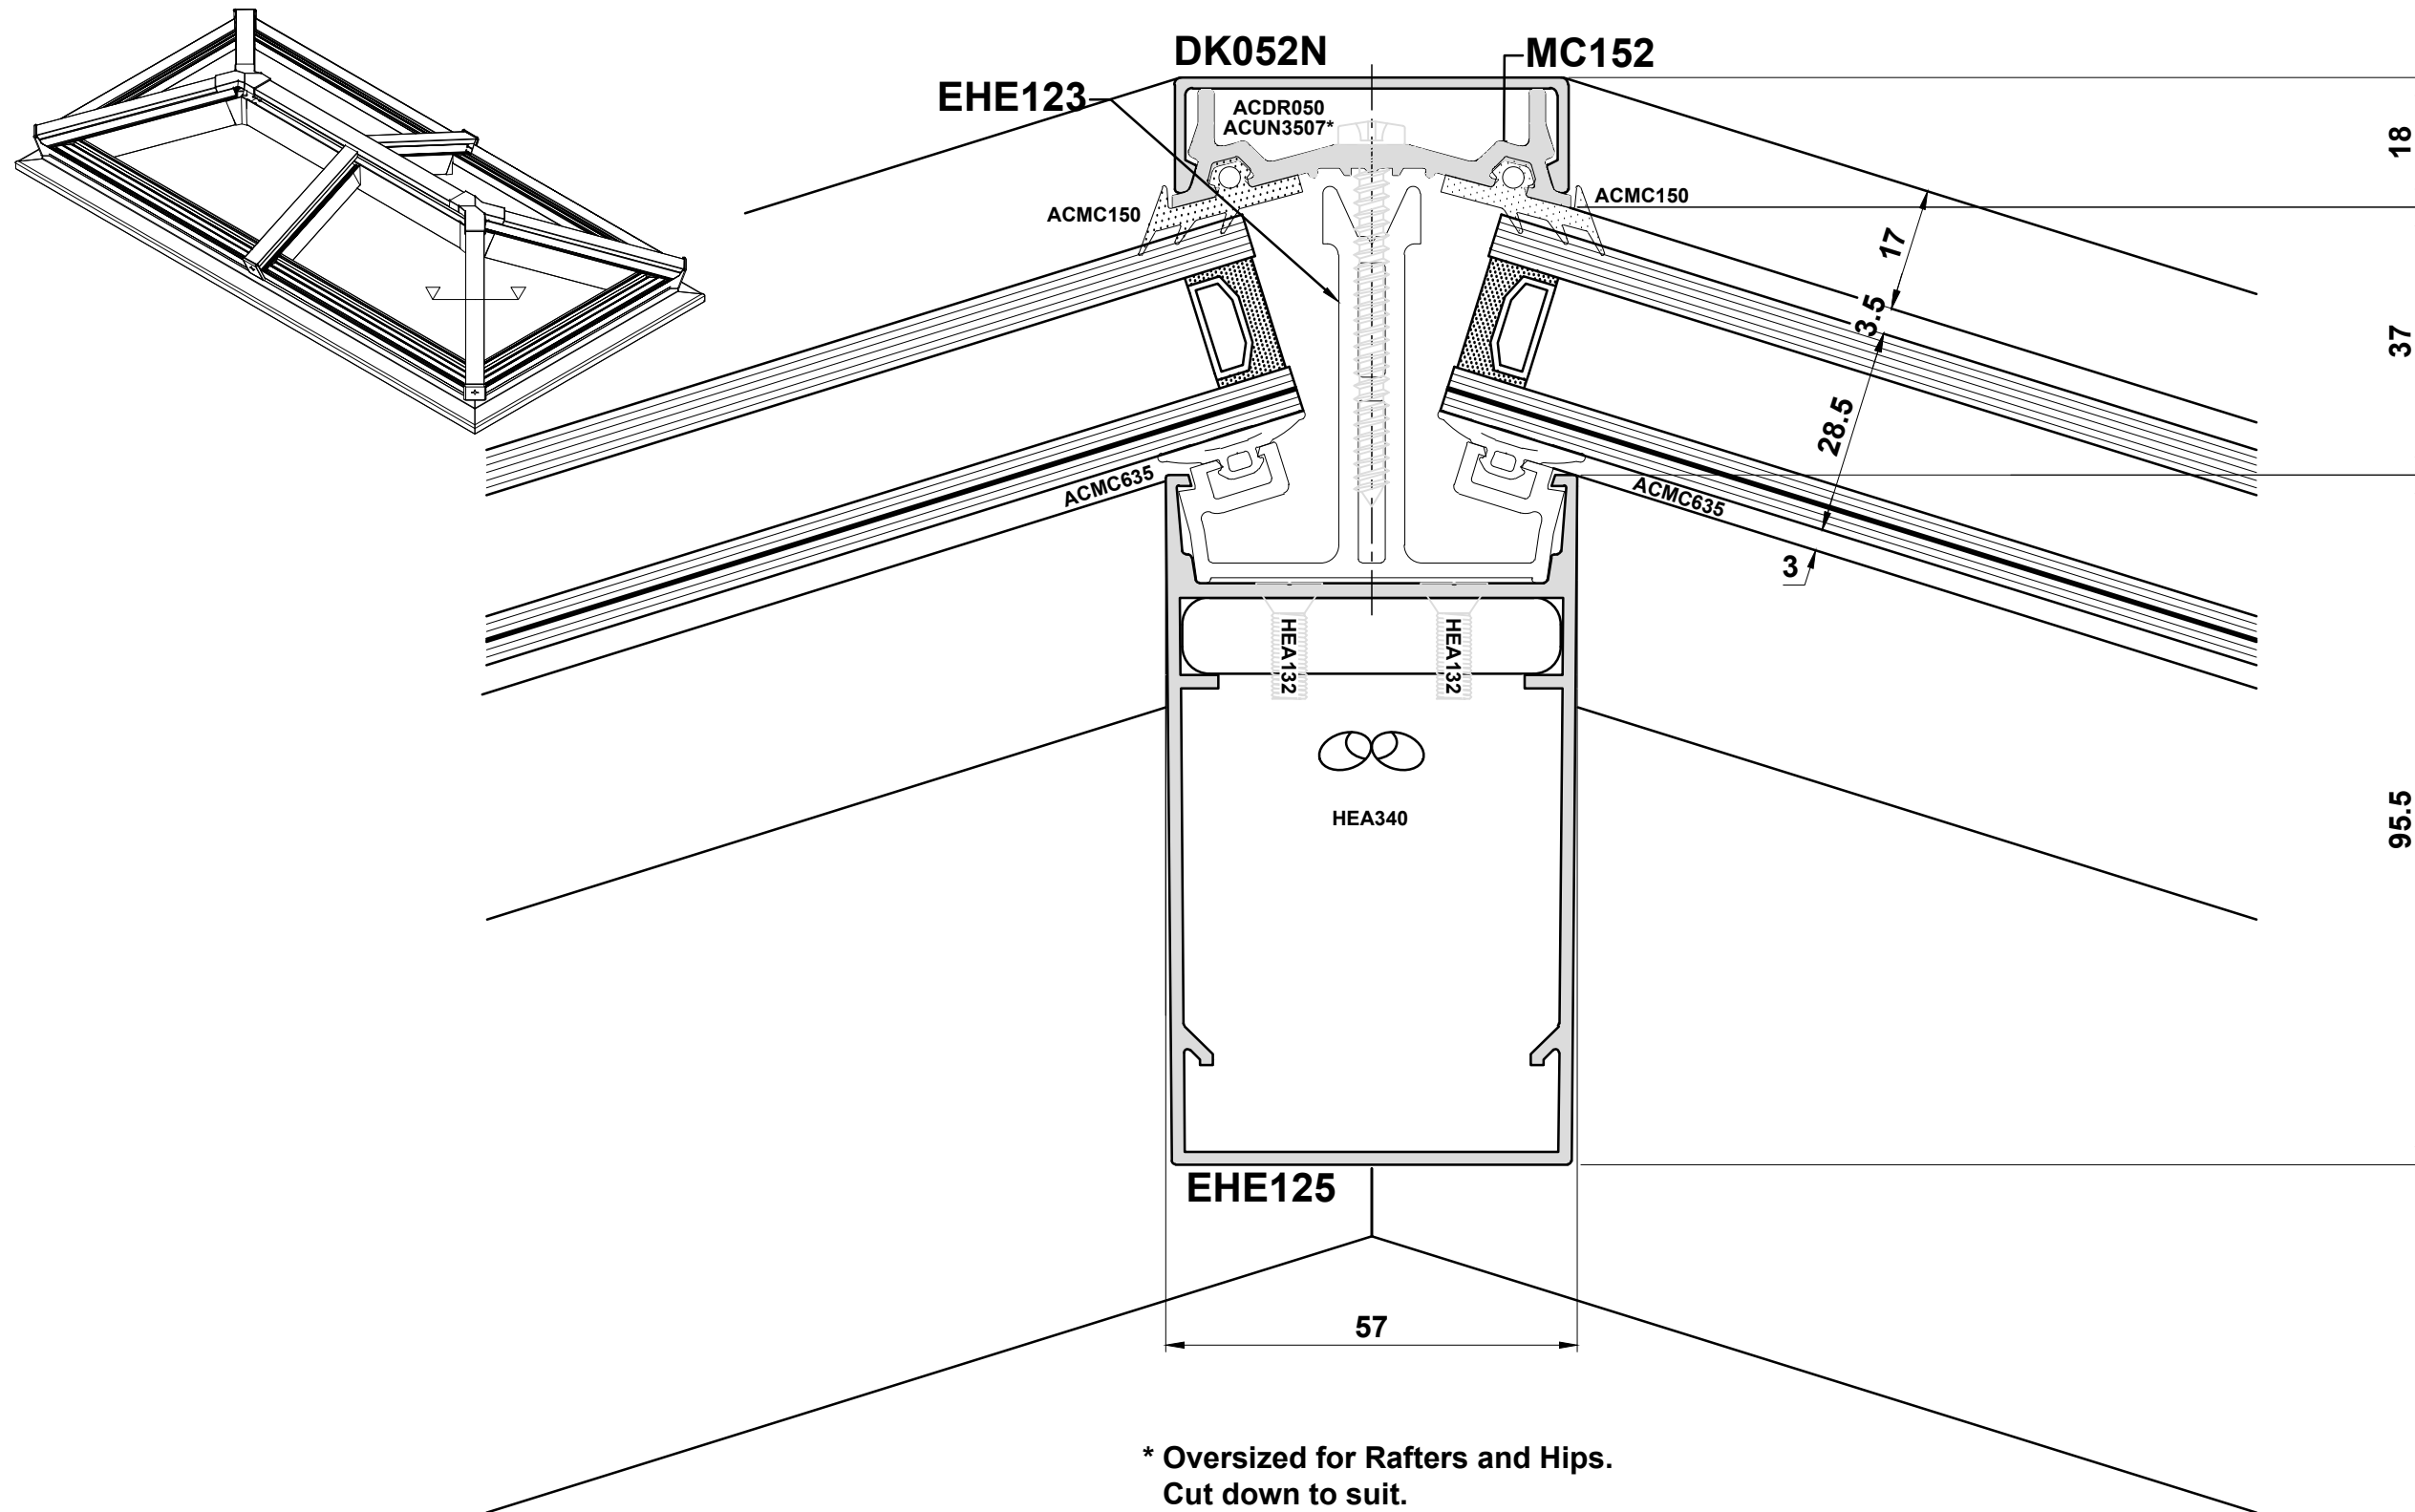 DK052N
MC152
EHE123
ACDR050
ACUN3507*
ACMC150
ACMC150
18
17
3.5
37
28.5
ACMC635
ACMC635
3
HEA132
HEA132
HEA340
95.5
EHE125
57
* Oversized for Rafters and Hips.
Cut down to suit.